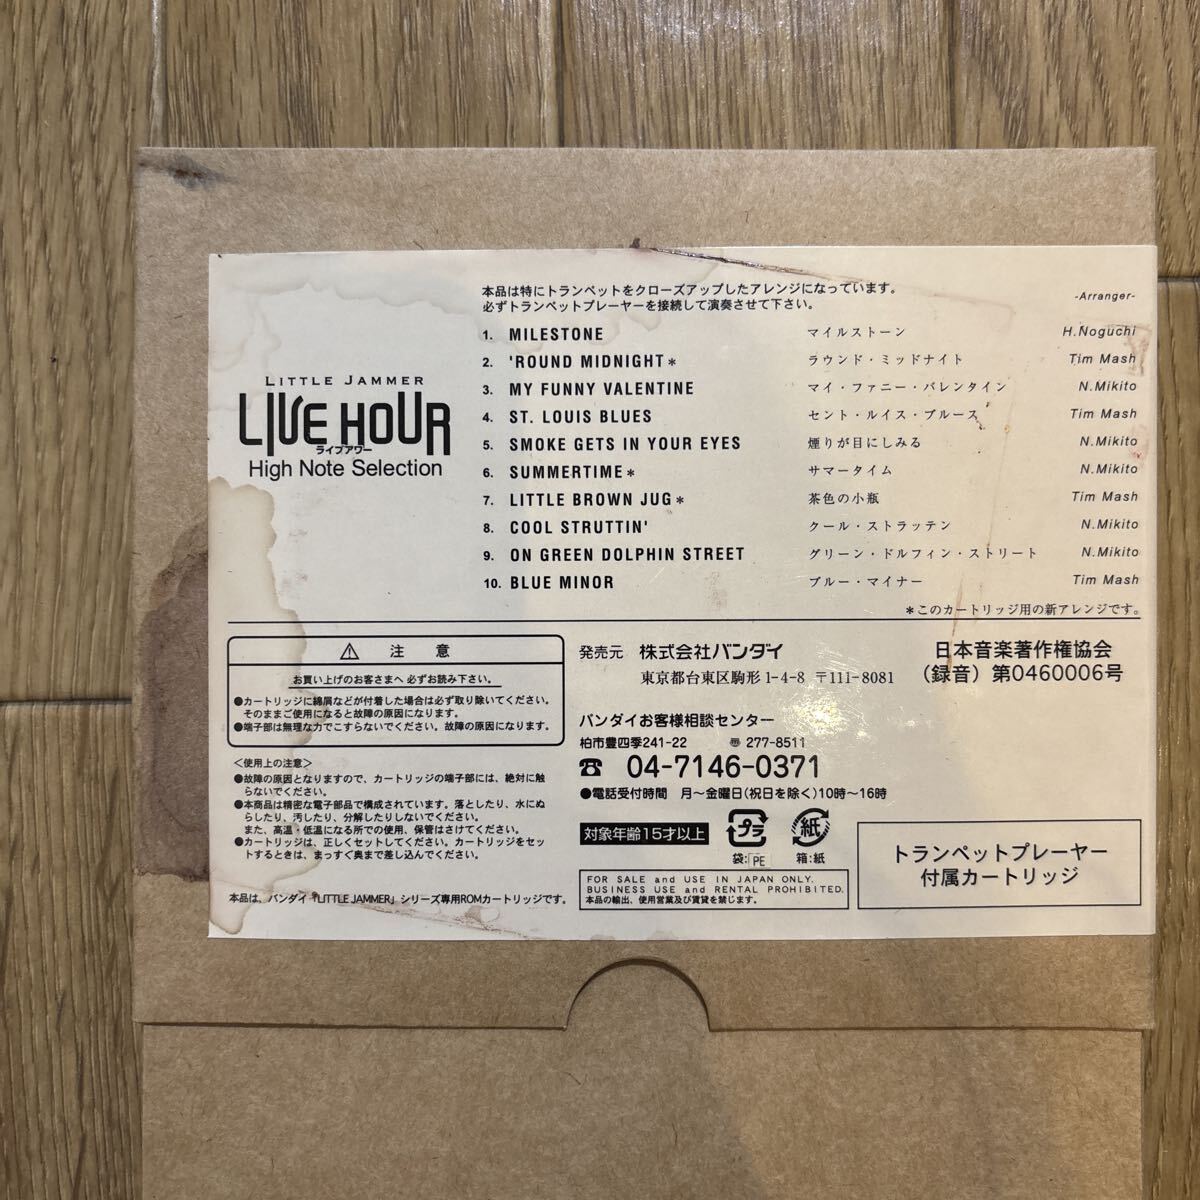 LITTLE JAMMER
LIVE HOUR
ライブアワー
High Note Selection
本品は特にトランペットをクローズアップしたアレンジになっています。
必ずトランペットプレーヤーを接続して演奏させて下さい。
-Arranger-
1. MILESTONE マイルストーン H.Noguchi
2. 'ROUND MIDNIGHT* ラウンド・ミッドナイト Tim Mash
3. MY FUNNY VALENTINE マイ・ファニー・バレンタイン N.Mikito
4. ST. LOUIS BLUES セント・ルイス・ブルース Tim Mash
5. SMOKE GETS IN YOUR EYES 煙りが目にしみる N.Mikito
6. SUMMERTIME* サマータイム N.Mikito
7. LITTLE BROWN JUG* 茶色の小瓶 Tim Mash
8. COOL STRUTTIN' クール・ストラッテン N.Mikito
9. ON GREEN DOLPHIN STREET グリーン・ドルフィン・ストリート N.Mikito
10. BLUE MINOR ブルー・マイナー Tim Mash
*このカートリッジ用の新アレンジです。
⚠ 注 意
お買い上げのお客さまへ 必ずお読み下さい。
●カートリッジに綿屑などが付着した場合は必ず取り除いてください。
そのままご使用になると故障の原因になります。
●端子部は無理な力でこすらないでください。故障の原因になります。
<使用上の注意>
●故障の原因となりますので、カートリッジの端子部には、絶対に触
らないでください。
●本商品は精密な電子部品で構成されています。落としたり、水にぬ
らしたり、汚したり、分解したりしないでください。
また、高温・低温になる所での使用、保管はさけてください。
●カートリッジは、正しくセットしてください。カートリッジをセッ
トするときは、まっすぐ奥まで差し込んでください。
本品は、バンダイ「LITTLE JAMMER」シリーズ専用ROMカートリッジです。
発売元 株式会社バンダイ
東京都台東区駒形1-4-8 〒111-8081
日本音楽著作権協会
(録音) 第0460006号
バンダイお客様相談センター
柏市豊四季241-22 〠 277-8511
☎ 04-7146-0371
●電話受付時間 月〜金曜日(祝日を除く)10時〜16時
対象年齢15才以上
プラ
袋:PE
紙
箱:紙
FOR SALE and USE IN JAPAN ONLY.
BUSINESS USE and RENTAL PROHIBITED.
本品の輸出、使用営業及び賃貸を禁じます。
トランペットプレーヤー
付属カートリッジ